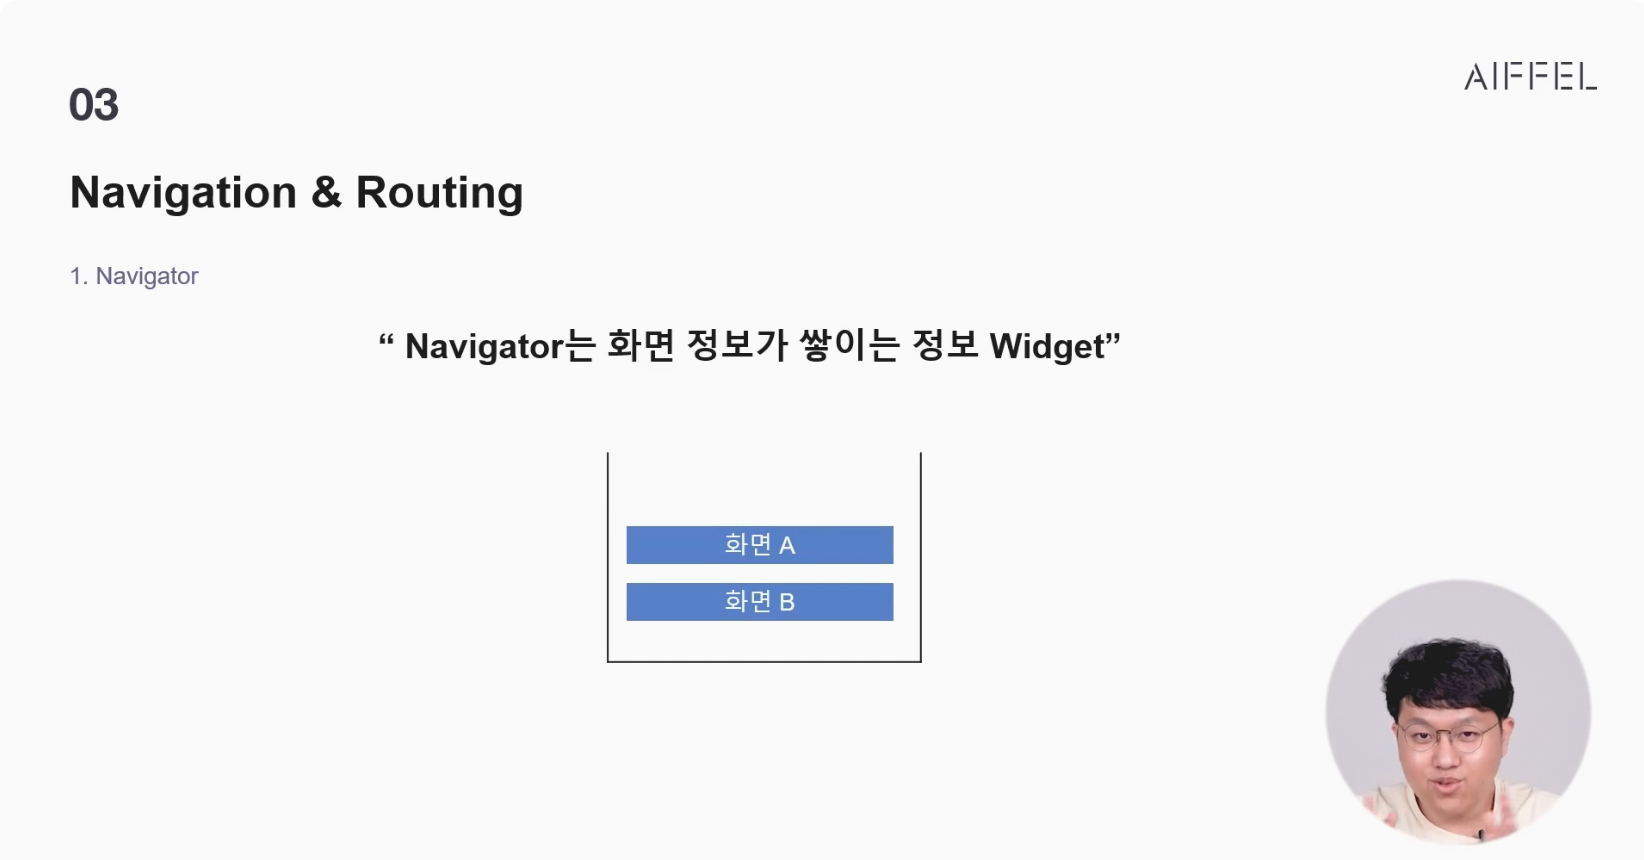 AIFFEL
03
Navigation & Routing
1. Navigator
“ Navigator는 화면 정보가 쌓이는 정보 Widget”
화면 A
화면 B